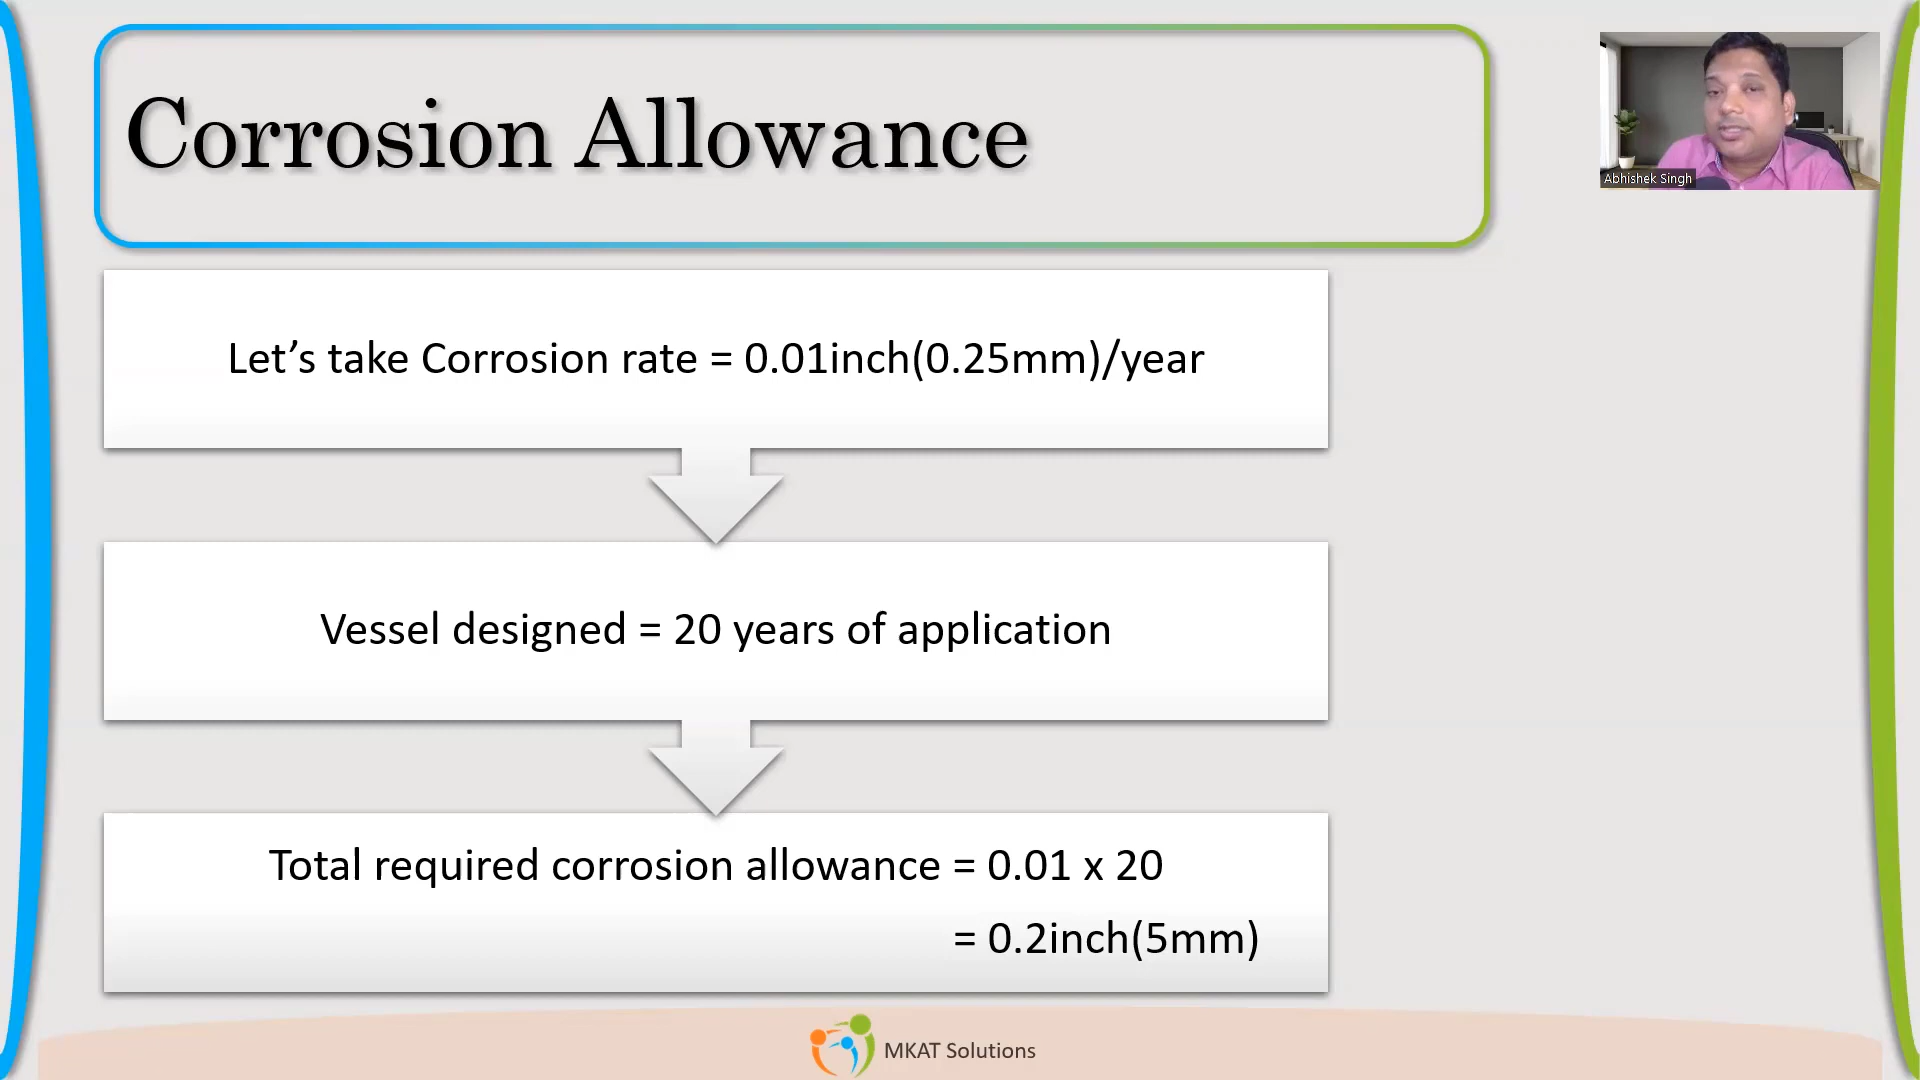 Corrosion Allowance
Abhishek Singh
Let’s take Corrosion rate = 0.01inch(0.25mm)/year
Vessel designed = 20 years of application
Total required corrosion allowance = 0.01 x 20
= 0.2inch(5mm)
MKAT Solutions